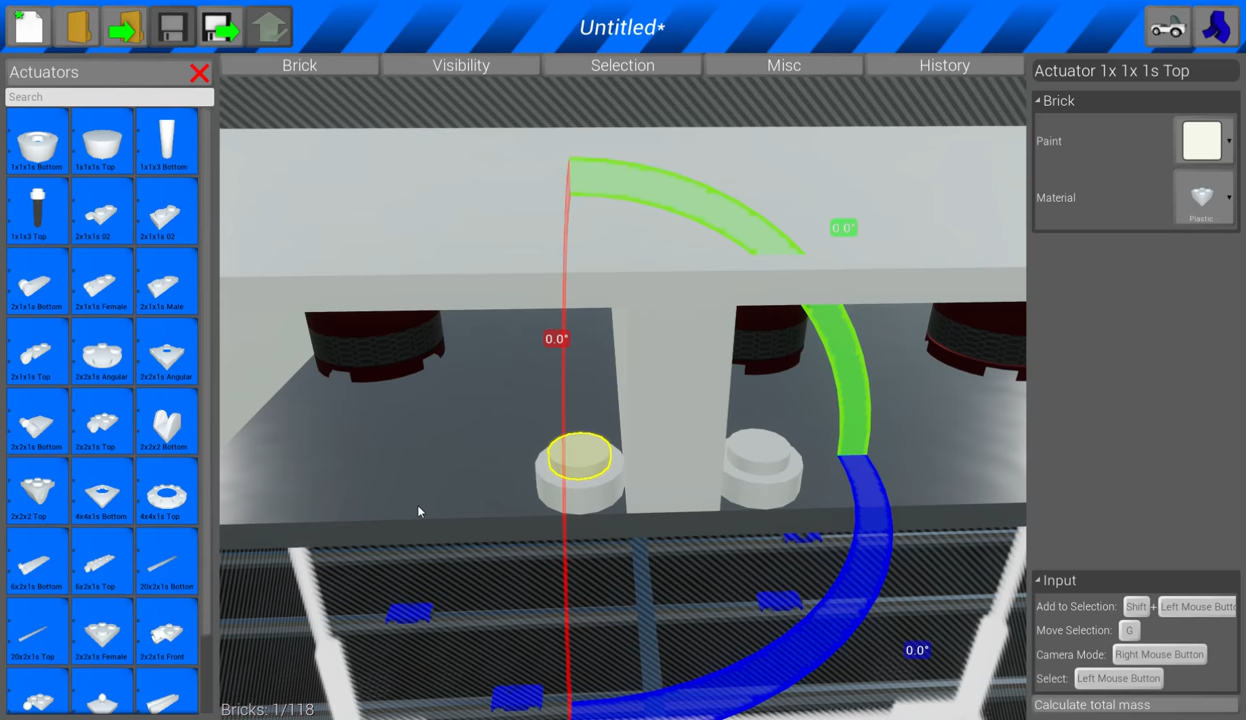 Untitled*
Actuators
Search
Brick
Visibility
Selection
Misc
History
1x1x1s Bottom
1x1x1s Top
1x1x3 Bottom
1x1x3 Top
2x1x1s 02
2x1x1s 02
2x1x1s Bottom
2x1x1s Female
2x1x1s Male
2x1x1s Top
2x2x1s Angular
2x2x1s Angular
2x2x1s Bottom
2x2x1s Top
2x2x2 Bottom
2x2x2 Top
4x4x1s Bottom
4x4x1s Top
6x2x1s Bottom
6x2x1s Top
20x2x1s Bottom
20x2x1s Top
2x2x1s Female
2x2x1s Front
0.0°
0.0°
0.0°
Bricks: 1/118
Actuator 1x 1x 1s Top
Brick
Paint
Material
Plastic
Input
Add to Selection: Shift + Left Mouse Butto
Move Selection: G
Camera Mode: Right Mouse Button
Select: Left Mouse Button
Calculate total mass